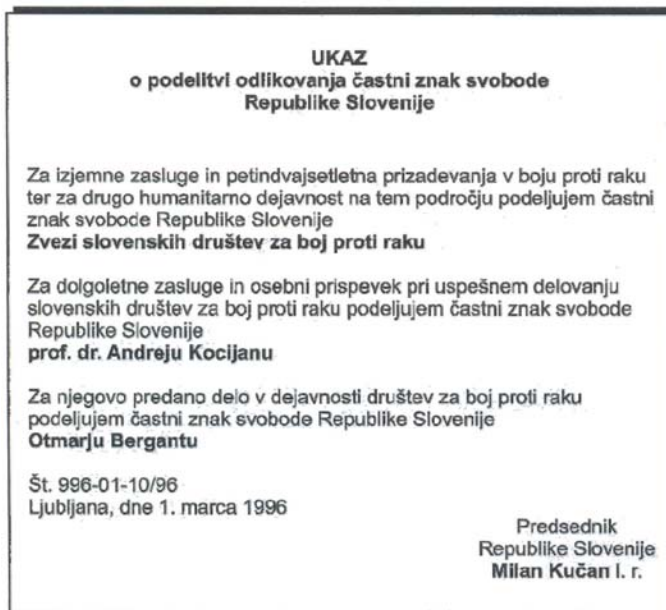 UKAZ
o podelitvi odlikovanja častni znak svobode
Republike Slovenije
Za izjemne zasluge in petindvajsetletna prizadevanja v boju proti raku
ter za drugo humanitarno dejavnost na tem področju podeljujem častni
znak svobode Republike Slovenije
Zvezi slovenskih društev za boj proti raku
Za dolgoletne zasluge in osebni prispevek pri uspešnem delovanju
slovenskih društev za boj proti raku podeljujem častni znak svobode
Republike Slovenije
prof. dr. Andreju Kocijanu
Za njegovo predano delo v dejavnosti društev za boj proti raku
podeljujem častni znak svobode Republike Slovenije
Otmarju Bergantu
Št. 996-01-10/96
Ljubljana, dne 1. marca 1996
Predsednik
Republike Slovenije
Milan Kučan l. r.